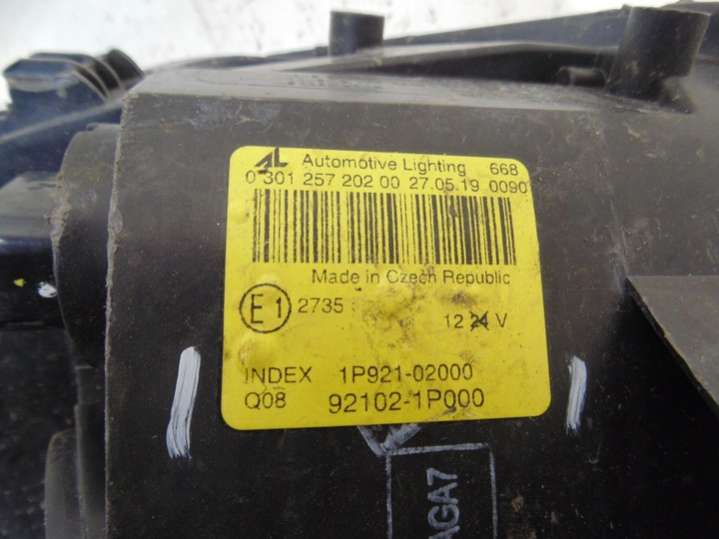 AL Automotive Lighting 668
0 301 257 202 00 27.05.19 0090
Made in Czech Republic
E1 2735
12 24 V
INDEX 1P921-02000
Q08 92102-1P000
AGA7